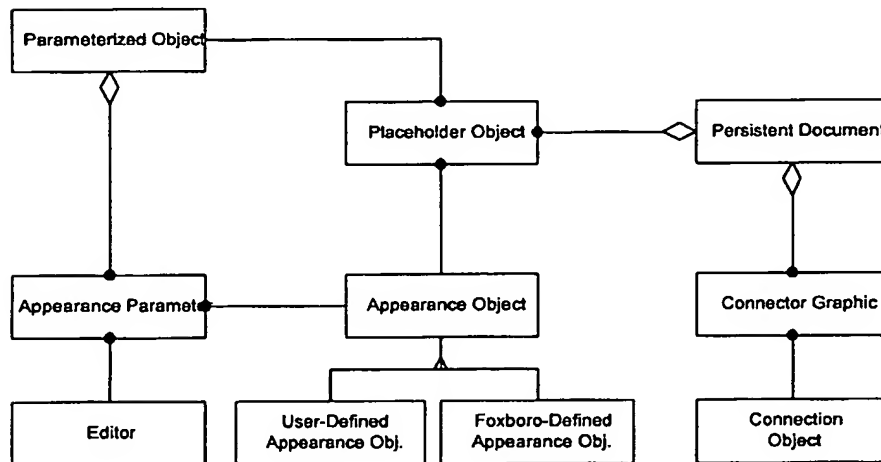 Parameterized Object
Placeholder Object
Persistent Document
Appearance Paramet
Appearance Object
Connector Graphic
Editor
User-Defined
Appearance Obj.
Foxboro-Defined
Appearance Obj.
Connection
Object